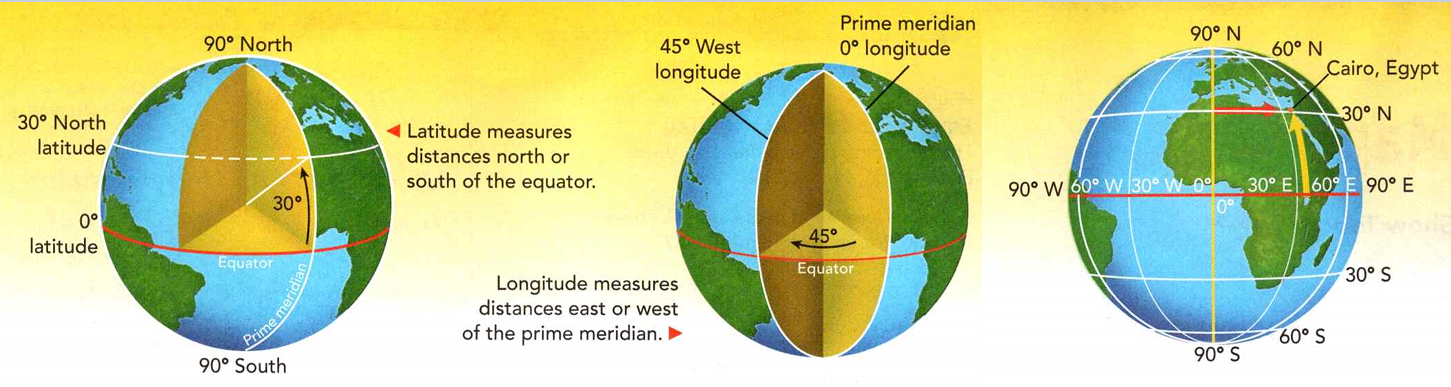 90° North
30° North
latitude
0°
latitude
30°
Equator
Prime meridian
90° South
Latitude measures
distances north or
south of the equator.
45° West
longitude
Prime meridian
0° longitude
45°
Equator
Longitude measures
distances east or west
of the prime meridian.
90° N
60° N
Cairo, Egypt
30° N
90° W
60° W
30° W
0°
30° E
60° E
90° E
0°
30° S
60° S
90° S